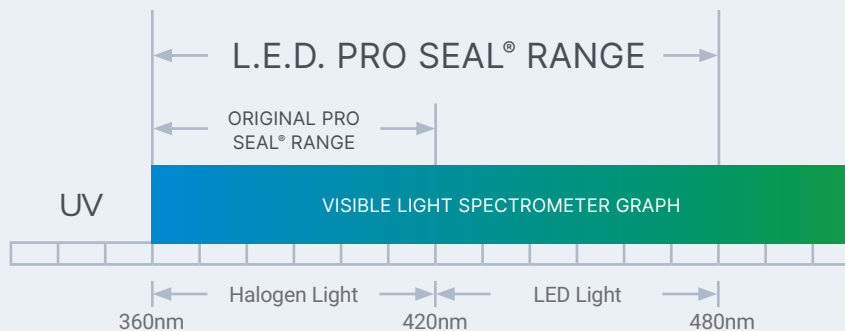 L.E.D. PRO SEAL® RANGE
ORIGINAL PRO
SEAL® RANGE
UV
VISIBLE LIGHT SPECTROMETER GRAPH
Halogen Light
LED Light
360nm
420nm
480nm